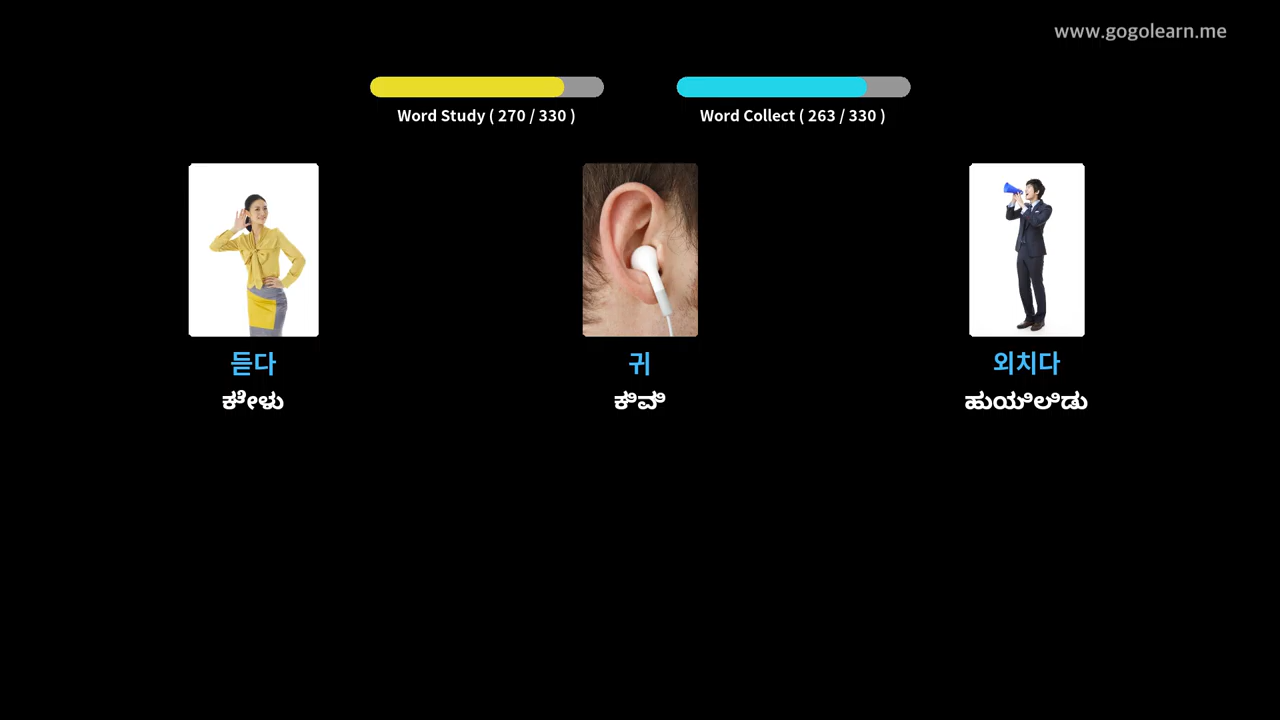 www.gogolearn.me
Word Study ( 270 / 330 )
Word Collect ( 263 / 330 )
듣다
귀
외치다
ಕೇಳು
ಕಿವಿ
ಹುಯಿಲಿಡು